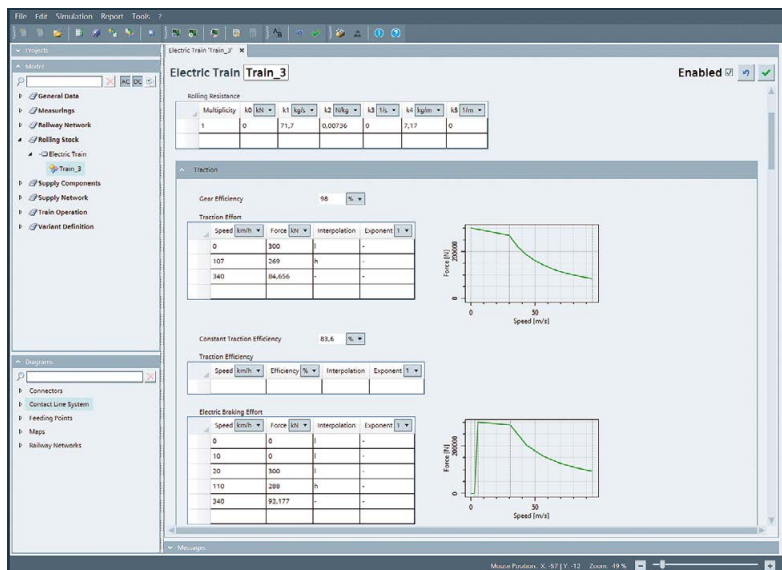 File Edit Simulation Report Tools ?
Projects
Electric Train 'Train_3' ×
Model
AC DC
General Data
Measurings
Railway Network
Rolling Stock
Electric Train
Train_3
Supply Components
Supply Network
Train Operation
Variant Definition
Diagrams
Connectors
Contact Line System
Feeding Points
Maps
Railway Networks
Electric Train Train_3 Enabled
Rolling Resistance
Multiplicity k0 kN k1 kg/s k2 N/kg k3 1/s k4 kg/m k5 1/m
1 0 71,7 0,00736 0 7,17 0
Traction
Gear Efficiency 98 %
Traction Effort
Speed km/h Force kN Interpolation Exponent 1
0 300 l -
107 269 h -
340 84,656 - -
Force [N]
200000
0
0 50
Speed [m/s]
Constant Traction Efficiency 83,6 %
Traction Efficiency
Speed km/h Efficiency % Interpolation Exponent 1
Electric Braking Effort
Speed km/h Force kN Interpolation Exponent 1
0 0 l -
10 0 l -
20 300 l -
110 288 h -
340 93,177 - -
Force [N]
200000
0
0 50
Speed [m/s]
Messages
Mouse Position: X: -57 | Y: -12 Zoom: 49 %